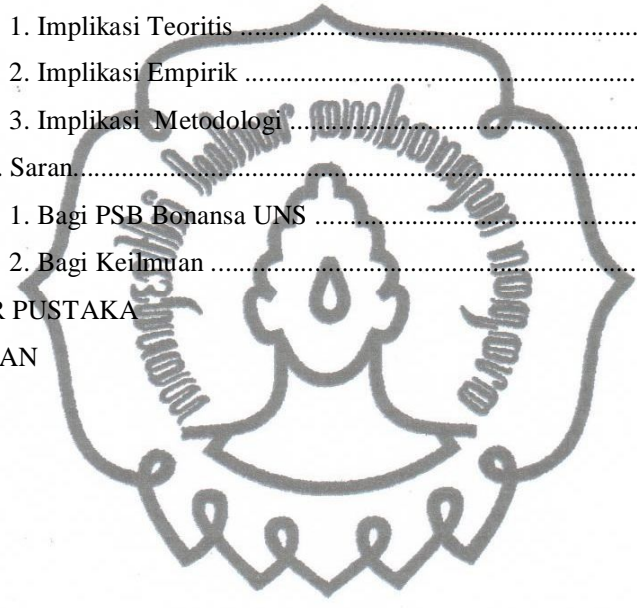 1. Implikasi Teoritis ...............................................................
2. Implikasi Empirik ..............................................................
3. Implikasi Metodologi ......................................................
. Saran...................................................................................
1. Bagi PSB Bonansa UNS ..................................................
2. Bagi Keilmuan .................................................................
R PUSTAKA
AN